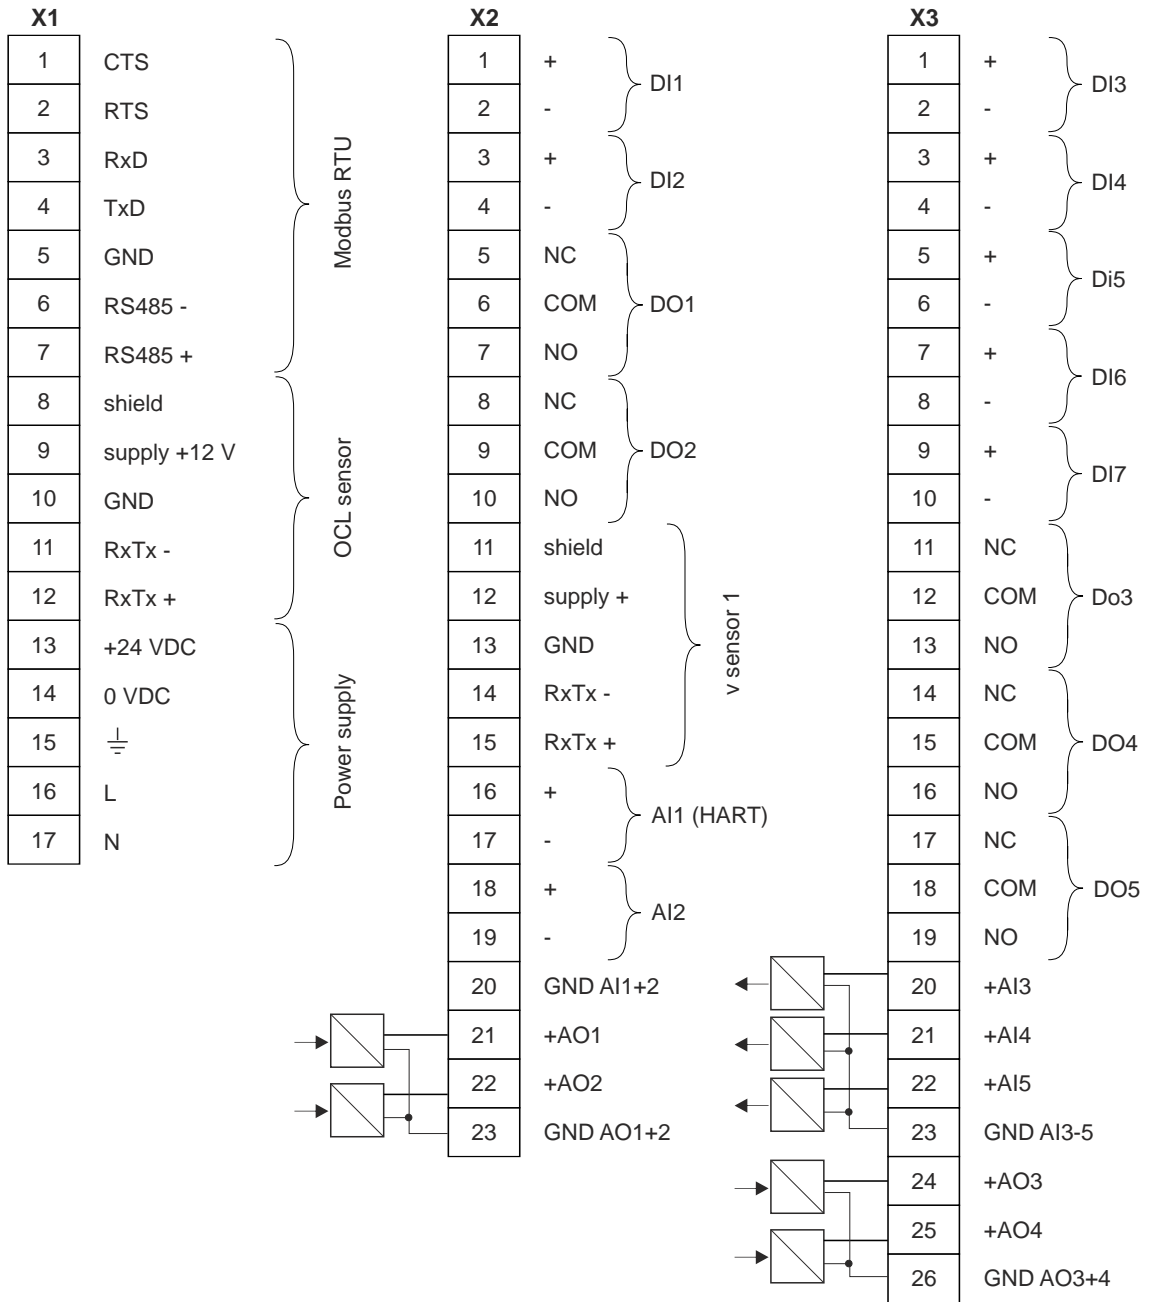 X1
1 CTS
2 RTS
3 RxD
4 TxD
5 GND
6 RS485 -
7 RS485 +
Modbus RTU
8 shield
9 supply +12 V
10 GND
11 RxTx -
12 RxTx +
OCL sensor
13 +24 VDC
14 0 VDC
15
16 L
17 N
Power supply
X2
1 +
2 -
DI1
3 +
4 -
DI2
5 NC
6 COM
7 NO
DO1
8 NC
9 COM
10 NO
DO2
11 shield
12 supply +
13 GND
14 RxTx -
15 RxTx +
v sensor 1
16 +
17 -
AI1 (HART)
18 +
19 -
AI2
20 GND AI1+2
21 +AO1
22 +AO2
23 GND AO1+2
X3
1 +
2 -
DI3
3 +
4 -
DI4
5 +
6 -
Di5
7 +
8 -
DI6
9 +
10 -
DI7
11 NC
12 COM
13 NO
Do3
14 NC
15 COM
16 NO
DO4
17 NC
18 COM
19 NO
DO5
20 +AI3
21 +AI4
22 +AI5
23 GND AI3-5
24 +AO3
25 +AO4
26 GND AO3+4